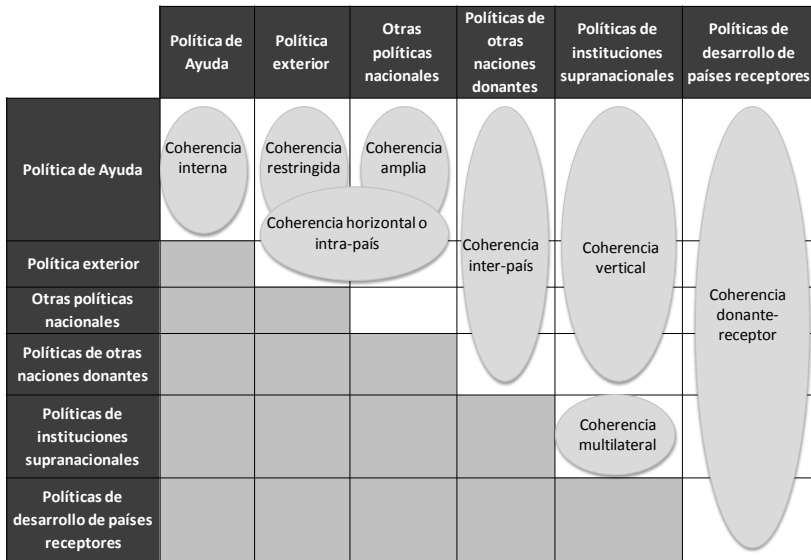 Política de
Ayuda
Política
exterior
Otras
políticas
nacionales
Políticas de
otras
naciones
donantes
Políticas de
instituciones
supranacionales
Políticas de
desarrollo de
países receptores
Política de Ayuda
Coherencia
interna
Coherencia
restringida
Coherencia
amplia
Coherencia horizontal o
intra-país
Coherencia
inter-país
Coherencia
vertical
Coherencia
donante-
receptor
Política exterior
Otras políticas
nacionales
Políticas de otras
naciones donantes
Políticas de
instituciones
supranacionales
Coherencia
multilateral
Políticas de
desarrollo de países
receptores